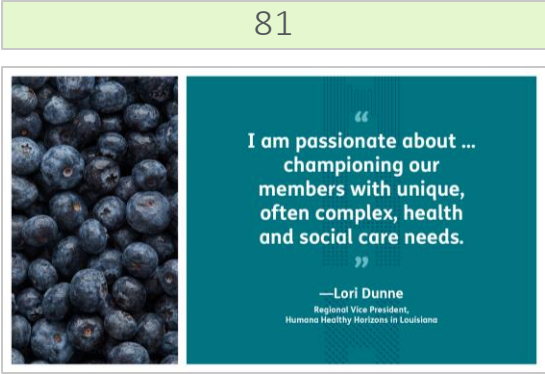 81
“
I am passionate about ...
championing our
members with unique,
often complex, health
and social care needs.
”
—Lori Dunne
Regional Vice President,
Humana Healthy Horizons in Louisiana